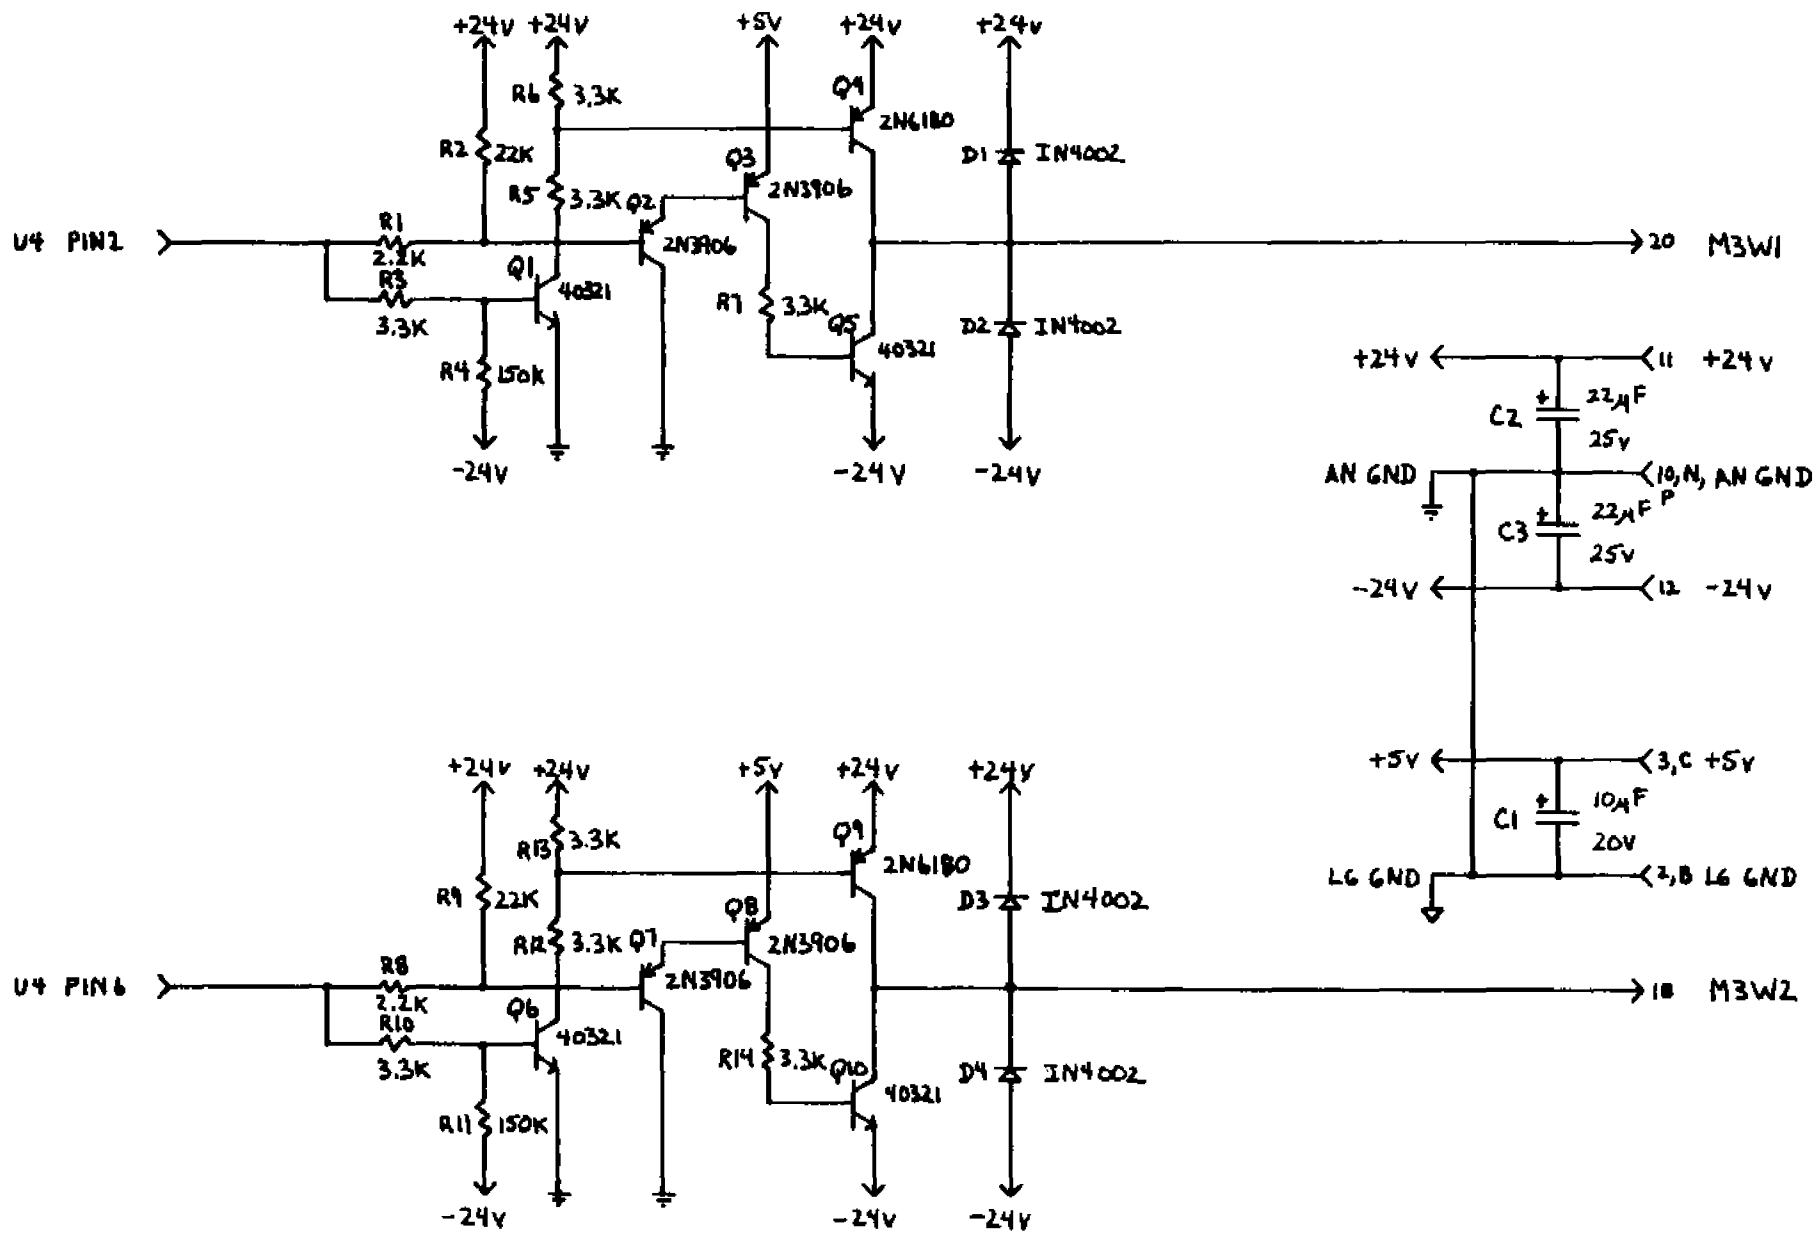 +24V +24V +5V +24V +24V
R6 3.3K
Q4
2N6180
R2 22K
Q3
D1 IN4002
2N3906
R5 3.3K
Q2
R1
2.2K
2N3906
U4 PIN2
20 M3W1
R3
3.3K
Q1
40321
R7 3.3K
Q5
D2 IN4002
40321
R4 150K
-24V -24V -24V
+24V 11 +24V
C2 + 22µF
25V
AN GND 10,N,P AN GND
C3 + 22µF
25V
-24V 12 -24V
+24V +24V +5V +24V +24V
+5V 3,C +5V
C1 + 10µF
20V
LG GND 2,B LG GND
R13 3.3K
Q9
2N6180
R9 22K
Q8
D3 IN4002
2N3906
R12 3.3K
Q7
R8
2.2K
2N3906
U4 PIN6
18 M3W2
R10
3.3K
Q6
40321
R14 3.3K
Q10
D4 IN4002
40321
R11 150K
-24V -24V -24V